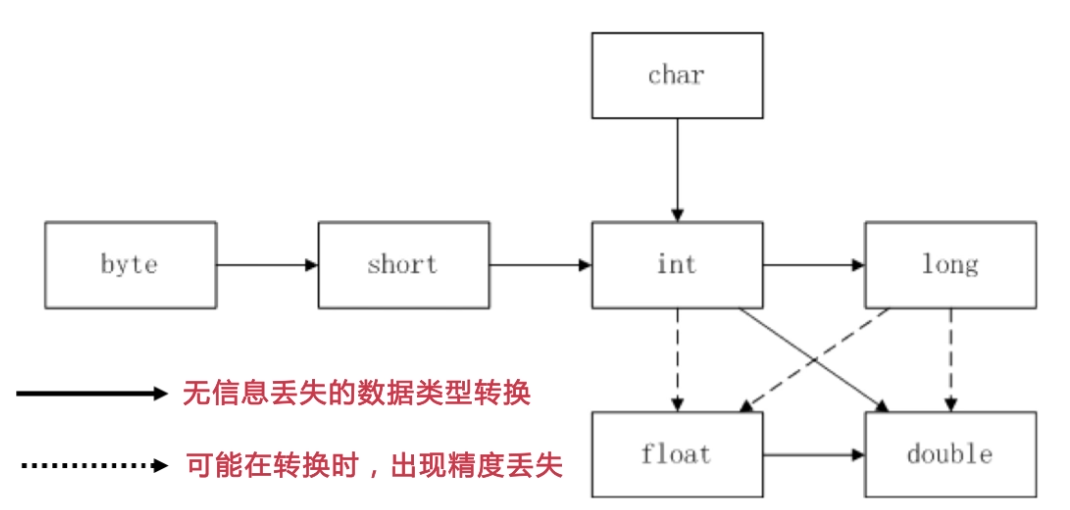 char
byte
short
int
long
无信息丢失的数据类型转换
float
double
可能在转换时，出现精度丢失